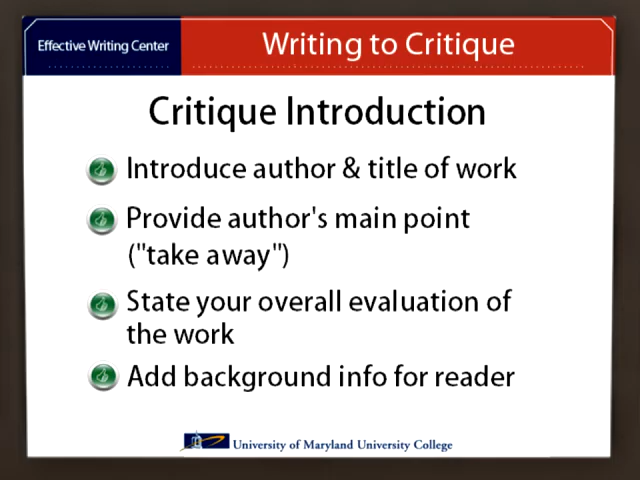 Effective Writing Center
Writing to Critique
Critique Introduction
Introduce author & title of work
Provide author's main point
("take away")
State your overall evaluation of
the work
Add background info for reader
University of Maryland University College